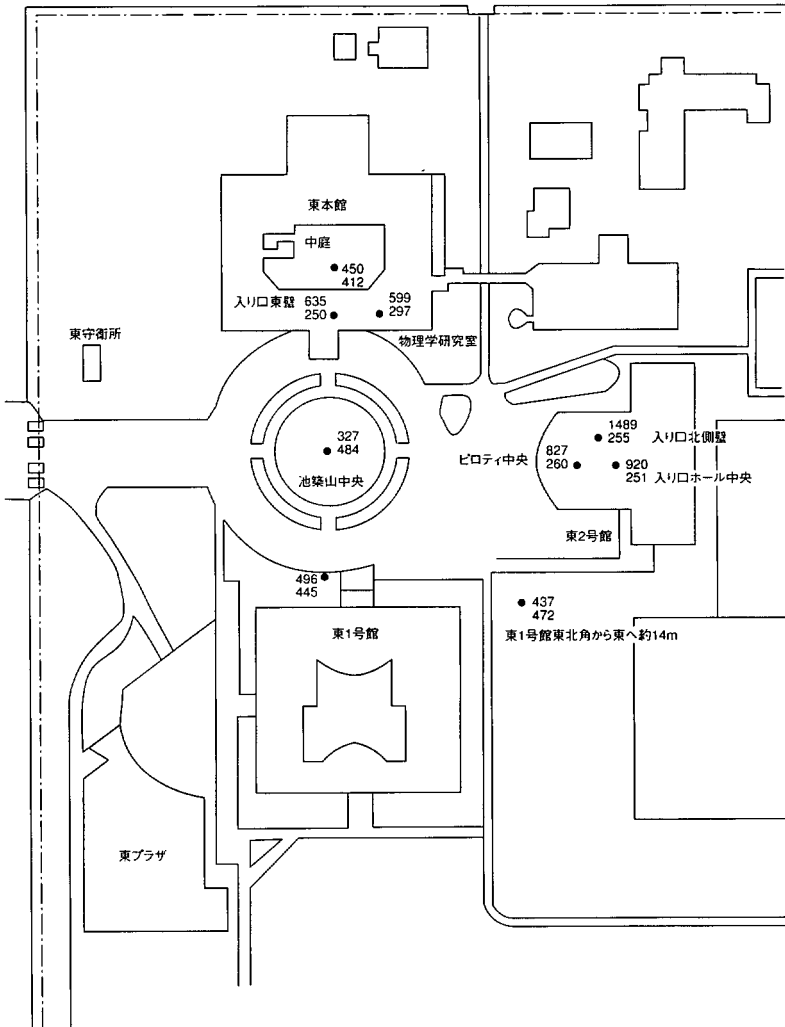 東本館
中庭
450
412
入り口東壁
635
250
599
297
物理学研究室
東守衛所
327
484
池築山中央
ピロティ中央
827
260
1489
255
入り口北側壁
920
251
入り口ホール中央
東2号館
496
445
437
472
東1号館東北角から東へ約14m
東1号館
東プラザ